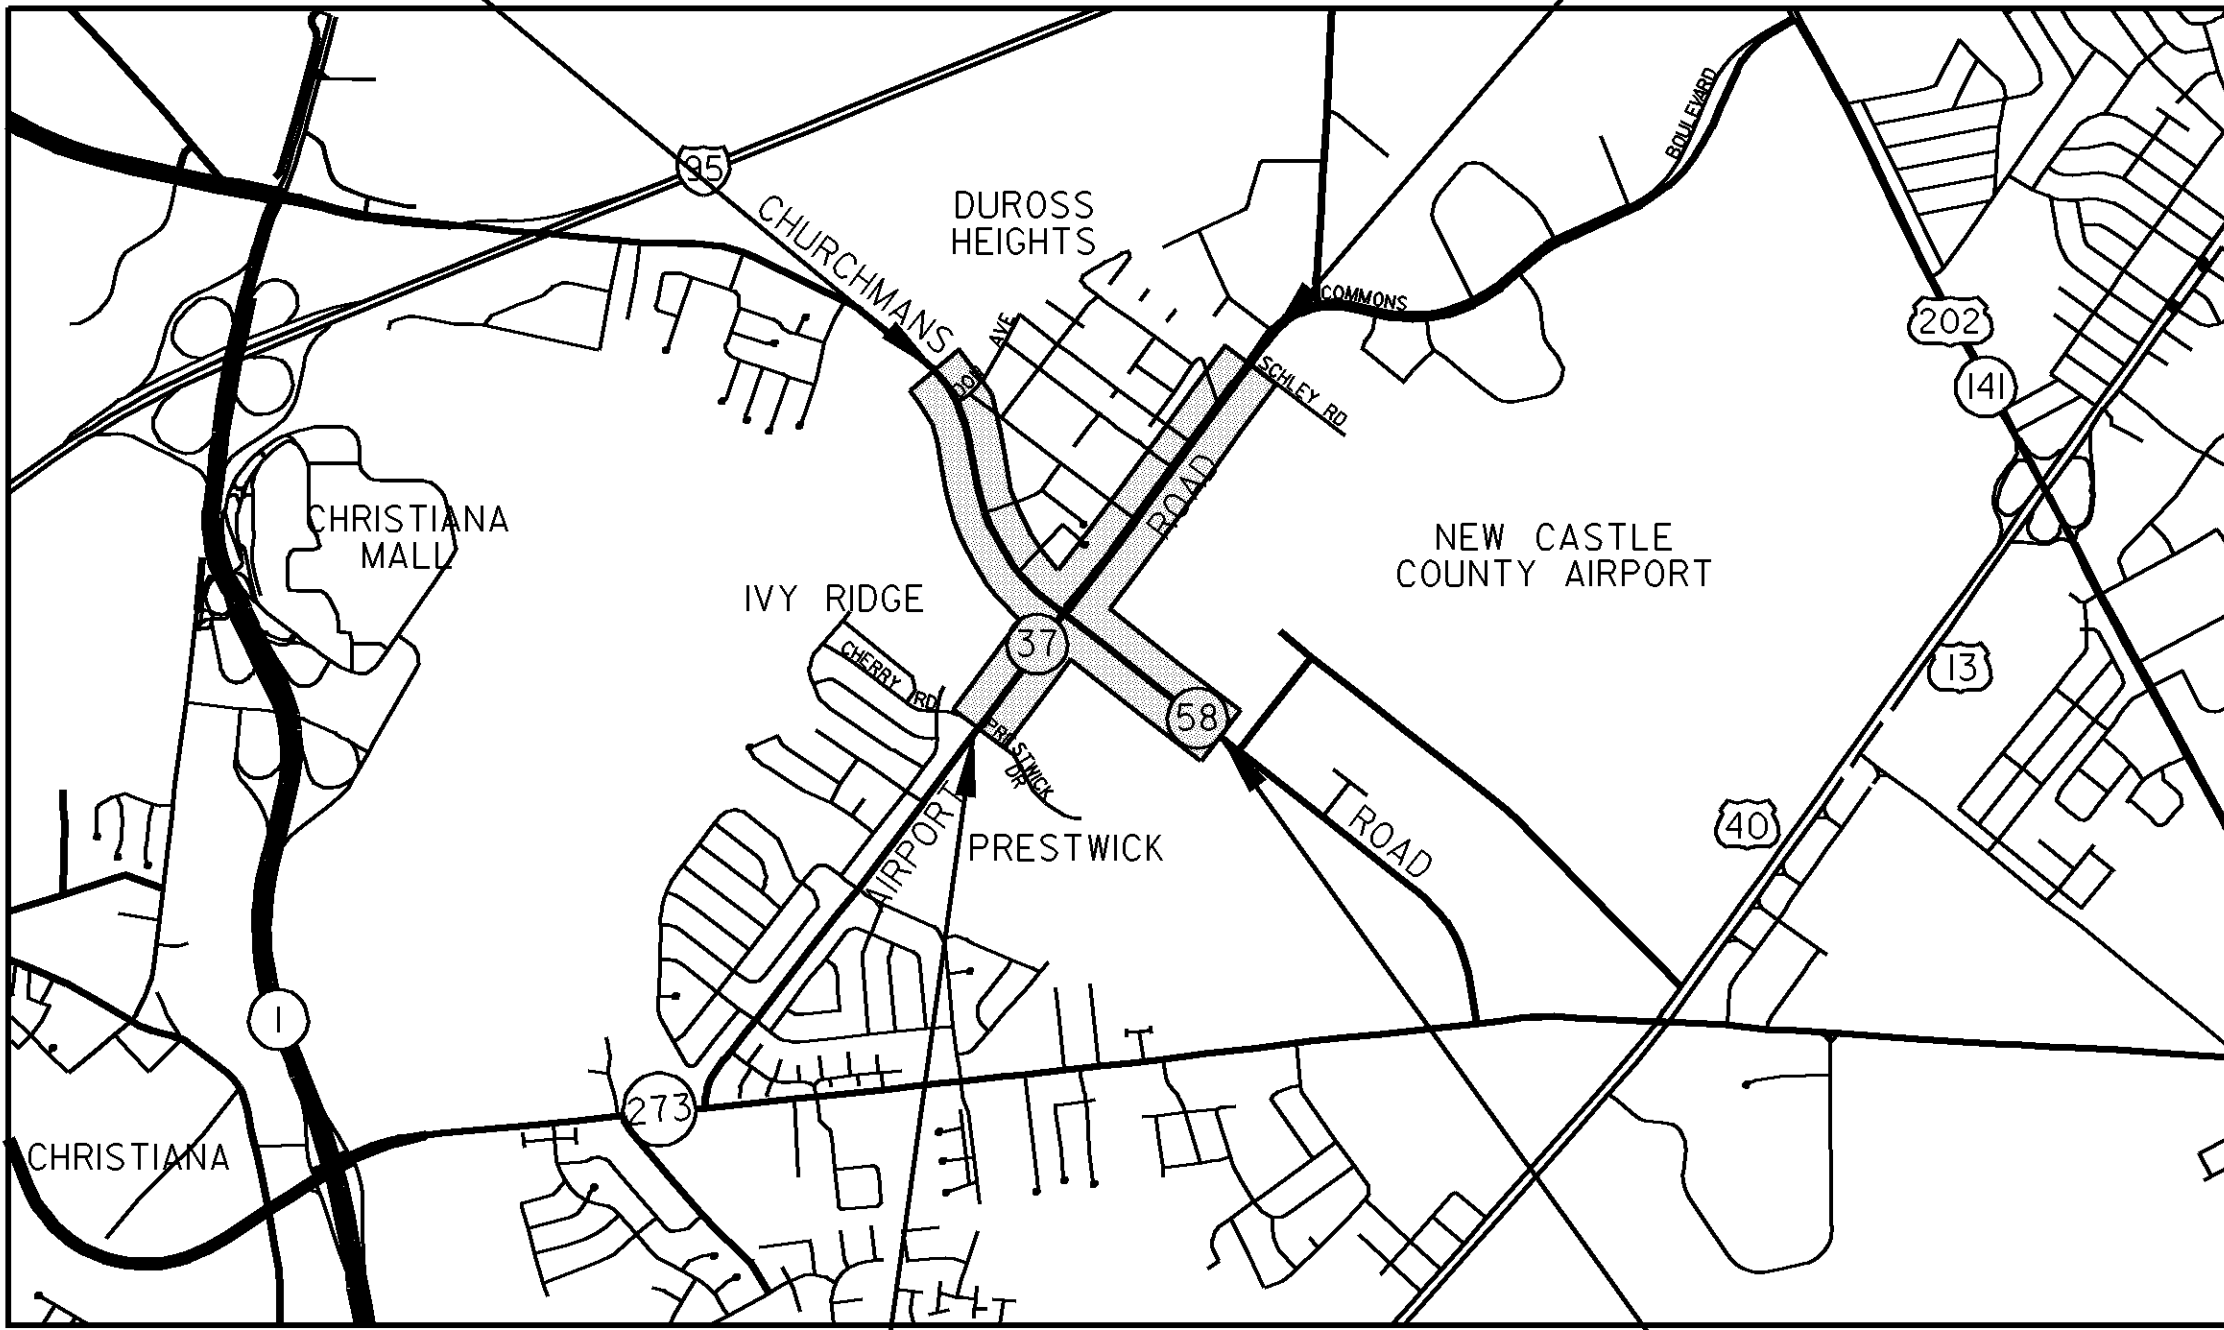 BOULEVARD
95
CHURCHMANS
DUROSS
HEIGHTS
COMMONS
202
141
AVE
SCHLEY RD
ROAD
CHRISTIANA
MALL
NEW CASTLE
COUNTY AIRPORT
IVY RIDGE
37
CHERRY RD
13
58
PRESTWICK
DR
40
AIRPORT
PRESTWICK
ROAD
1
273
CHRISTIANA